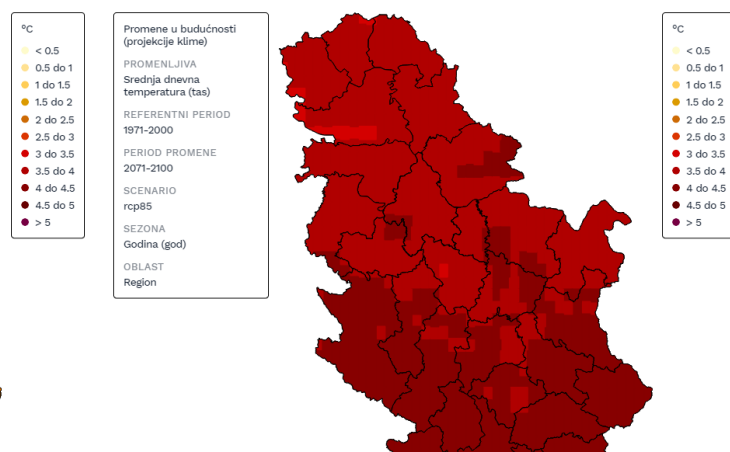 °C
< 0.5
0.5 do 1
1 do 1.5
1.5 do 2
2 do 2.5
2.5 do 3
3 do 3.5
3.5 do 4
4 do 4.5
4.5 do 5
> 5
Promene u budućnosti
(projekcije klime)
PROMENLJIVA
Srednja dnevna
temperatura (tas)
REFERENTNI PERIOD
1971-2000
PERIOD PROMENE
2071-2100
SCENARIO
rcp85
SEZONA
Godina (god)
OBLAST
Region
°C
< 0.5
0.5 do 1
1 do 1.5
1.5 do 2
2 do 2.5
2.5 do 3
3 do 3.5
3.5 do 4
4 do 4.5
4.5 do 5
> 5